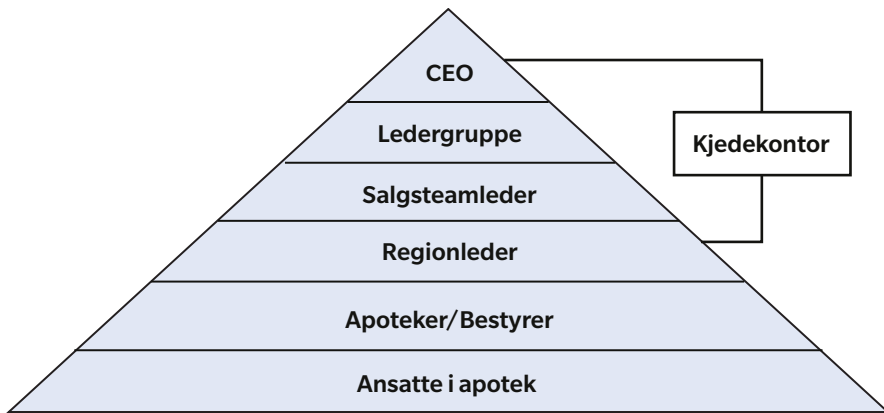 CEO
Ledergruppe
Kjedekontor
Salgsteamleder
Regionleder
Apoteker/Bestyrer
Ansatte i apotek